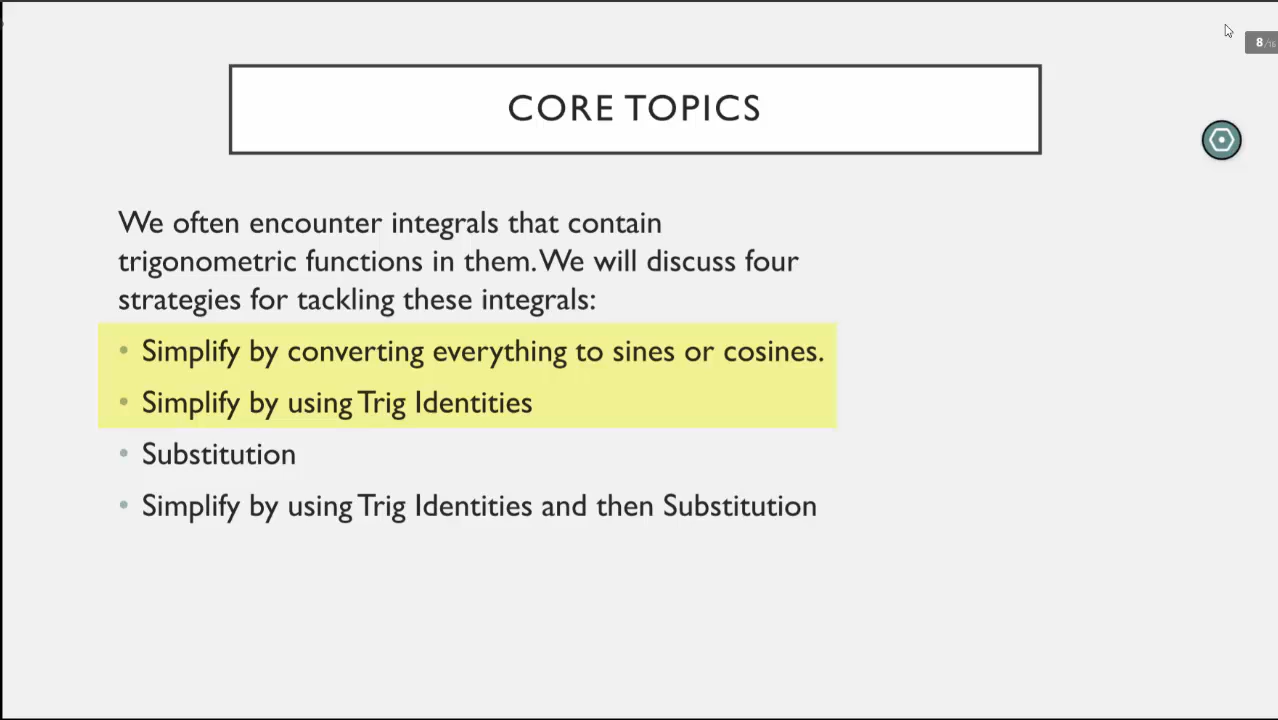 8/16
CORE TOPICS
We often encounter integrals that contain
trigonometric functions in them. We will discuss four
strategies for tackling these integrals:
• Simplify by converting everything to sines or cosines.
• Simplify by using Trig Identities
• Substitution
• Simplify by using Trig Identities and then Substitution